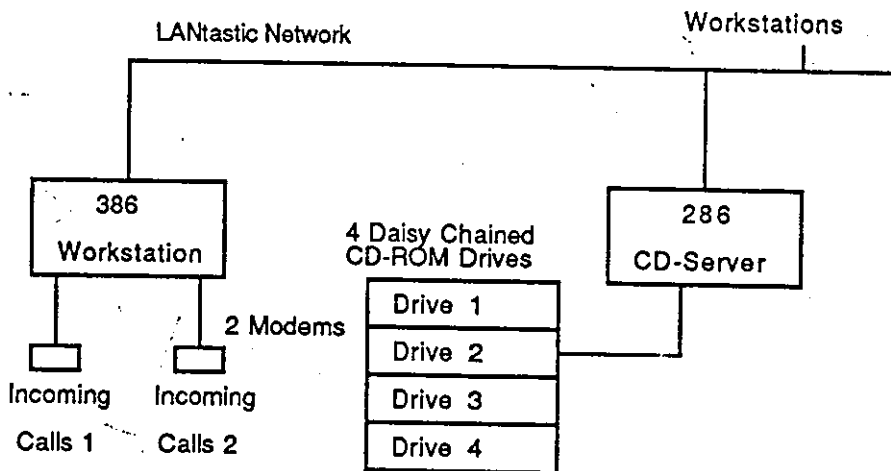 LANtastic Network
Workstations
386
Workstation
286
CD-Server
4 Daisy Chained
CD-ROM Drives
Drive 1
Drive 2
Drive 3
Drive 4
2 Modems
Incoming
Calls 1
Incoming
Calls 2